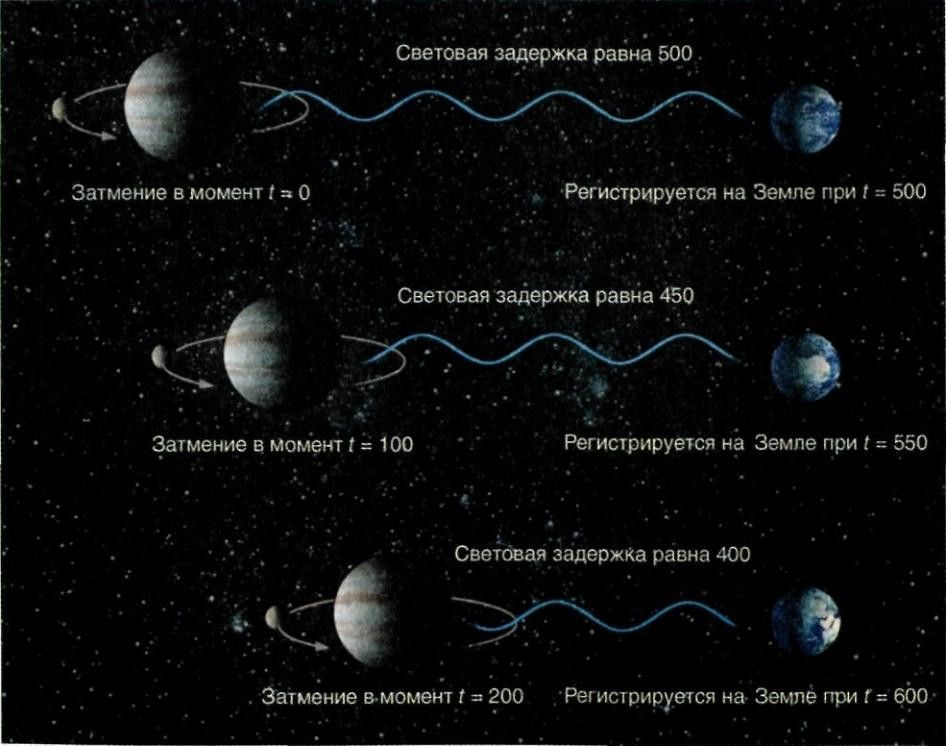 Световая задержка равна 500
Затмение в момент t = 0
Регистрируется на Земле при t = 500
Световая задержка равна 450
Затмение в момент t = 100
Регистрируется на Земле при t = 550
Световая задержка равна 400
Затмение в момент t = 200
Регистрируется на Земле при t = 600